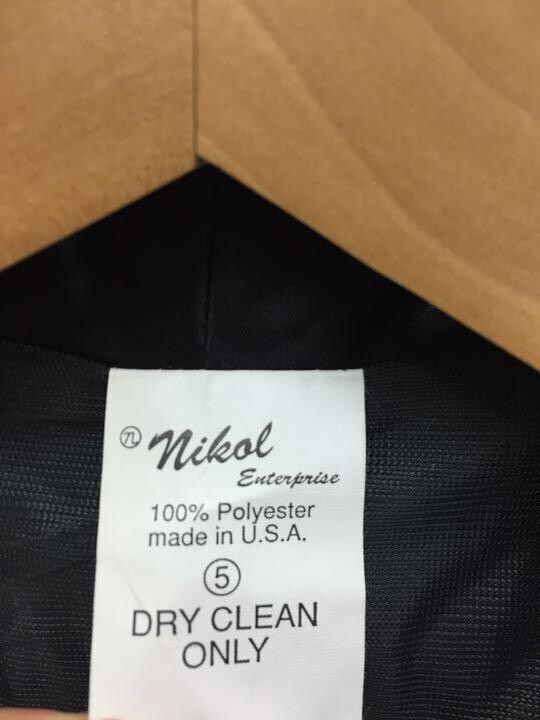 ⓝ Nikol
Enterprise
100% Polyester
made in U.S.A.
⑤
DRY CLEAN
ONLY